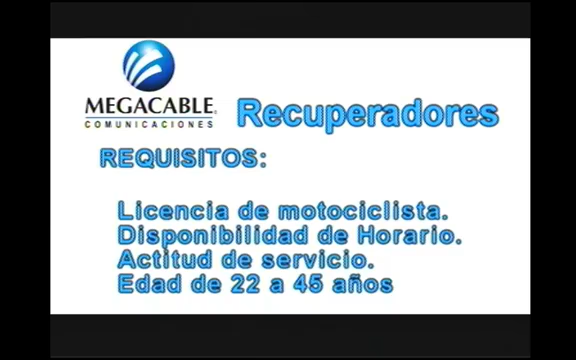 MEGACABLE
COMUNICACIONES
Recuperadores
REQUISITOS:
Licencia de motociclista.
Disponibilidad de Horario.
Actitud de servicio.
Edad de 22 a 45 años